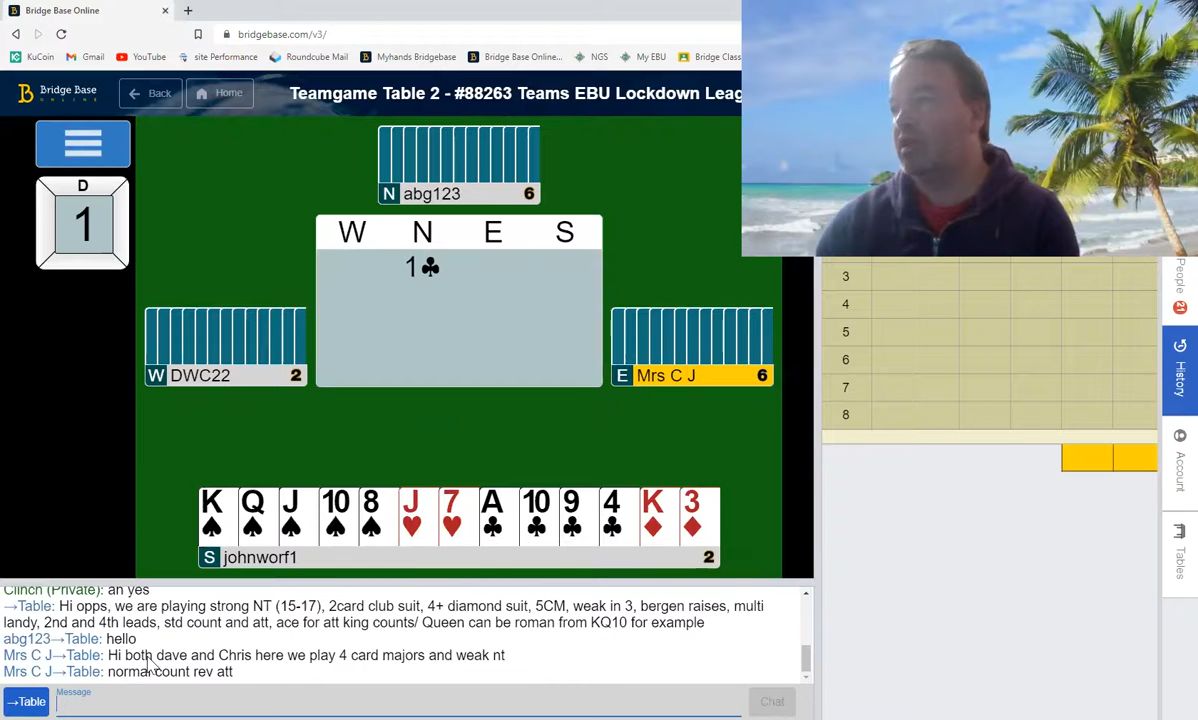 Bridge Base Online
bridgebase.com/v3/
KuCoin
Gmail
YouTube
site Performance
Roundcube Mail
Myhands Bridgebase
Bridge Base Online...
NGS
My EBU
Bridge Class
Bridge Base
ONLINE
Back
Home
Teamgame Table 2 - #88263 Teams EBU Lockdown Leag
D
1
N abg123 6
W N E S
1♣
W DWC22 2
E Mrs C J 6
K Q J 10 8 J 7 A 10 9 4 K 3
♠ ♠ ♠ ♠ ♠ ♥ ♥ ♣ ♣ ♣ ♣ ♦ ♦
S johnworf1 2
3
4
5
6
7
8
People
21
History
Account
Tables
Clinch (Private): ah yes
→Table: Hi opps, we are playing strong NT (15-17), 2card club suit, 4+ diamond suit, 5CM, weak in 3, bergen raises, multi
landy, 2nd and 4th leads, std count and att, ace for att king counts/ Queen can be roman from KQ10 for example
abg123→Table: hello
Mrs C J→Table: Hi both dave and Chris here we play 4 card majors and weak nt
Mrs C J→Table: normal count rev att
→Table
Message
Chat